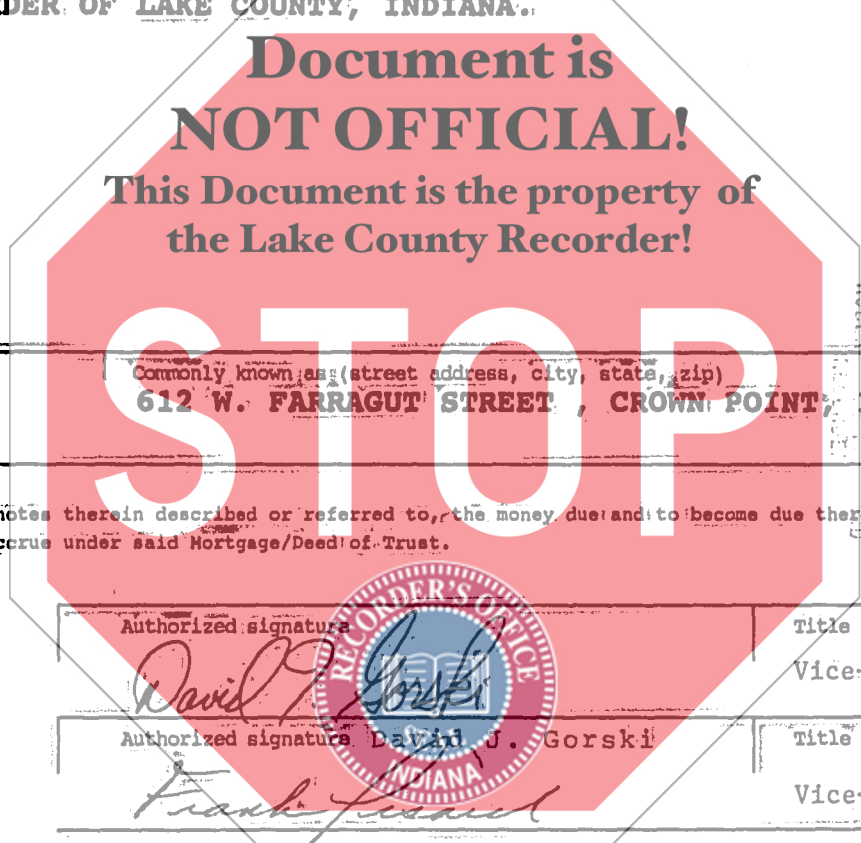 DER OF LAKE COUNTY, INDIANA.
Document is
NOT OFFICIAL!
This Document is the property of
the Lake County Recorder!
STOP
Commonly known as (street address, city, state, zip)
612 W. FARRAGUT STREET , CROWN POINT,
notes therein described or referred to, the money due and to become due ther
ccrue under said Mortgage/Deed of Trust.
RECORDER'S OFFICE
Authorized signature
Title
David J. Gorski
Vice-
Authorized signature David J. Gorski
Title
INDIANA
Frank
Vice-